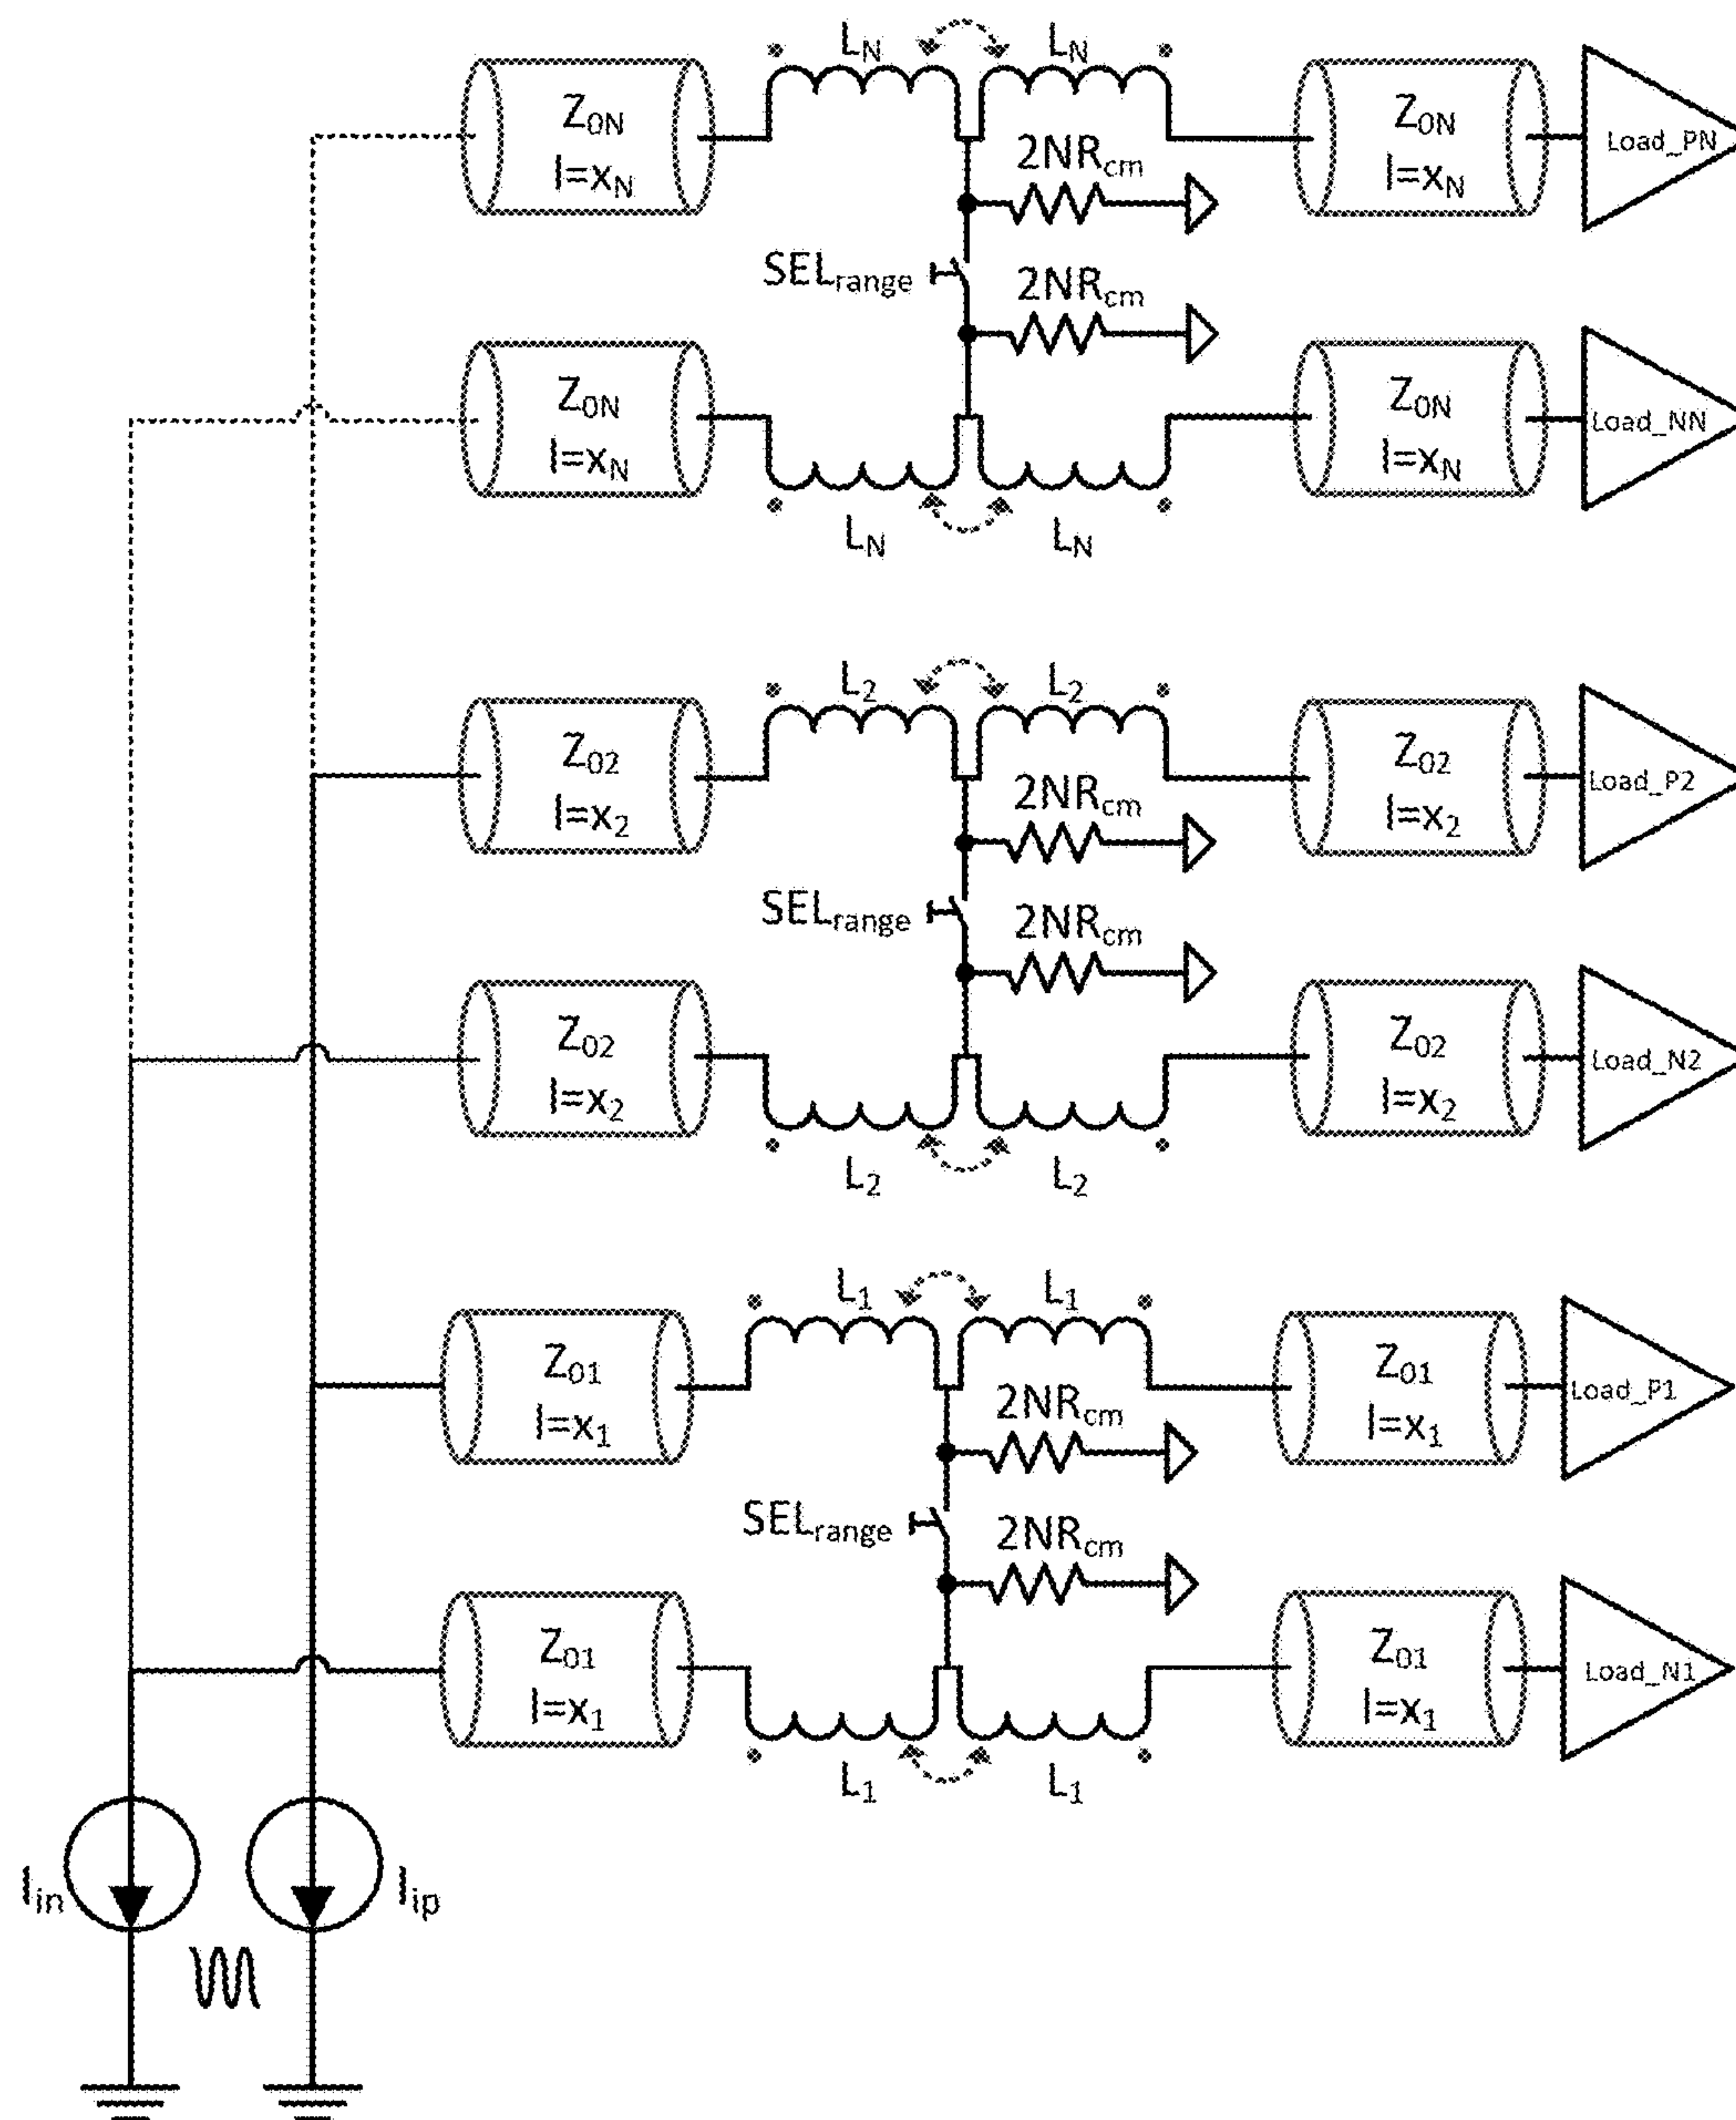 L_N L_N
Z_0N Z_0N
l=x_N l=x_N
Load_PN
2NR_cm
SEL_range
2NR_cm
Z_0N Z_0N
l=x_N l=x_N
Load_NN
L_N L_N
L_2 L_2
Z_02 Z_02
l=x_2 l=x_2
Load_P2
2NR_cm
SEL_range
2NR_cm
Z_02 Z_02
l=x_2 l=x_2
Load_N2
L_2 L_2
L_1 L_1
Z_01 Z_01
l=x_1 l=x_1
Load_P1
2NR_cm
SEL_range
2NR_cm
Z_01 Z_01
l=x_1 l=x_1
Load_N1
L_1 L_1
I_in I_ip